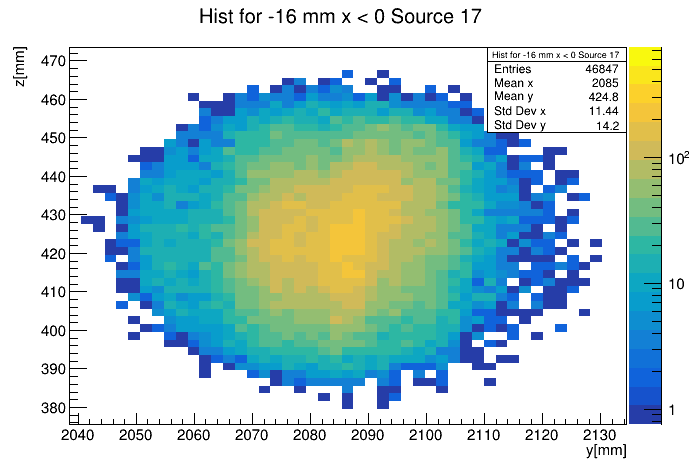 Hist for -16 mm x < 0 Source 17
z[mm]
Hist for -16 mm x < 0 Source 17
Entries 46847
Mean x 2085
Mean y 424.8
Std Dev x 11.44
Std Dev y 14.2
470
460
450
440
430
420
410
400
390
380
2040 2050 2060 2070 2080 2090 2100 2110 2120 2130
y[mm]
10²
10
1